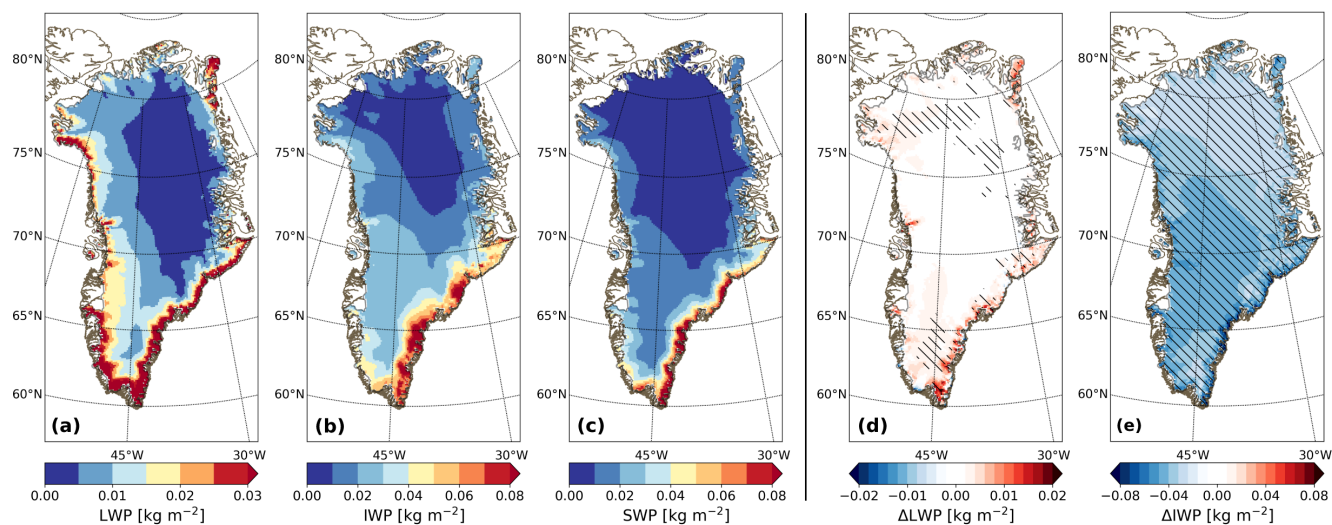 80°N
75°N
70°N
65°N
60°N
(a)
45°W
30°W
0.00 0.01 0.02 0.03
LWP [kg m⁻²]
80°N
75°N
70°N
65°N
60°N
(b)
45°W
30°W
0.00 0.02 0.04 0.06 0.08
IWP [kg m⁻²]
80°N
75°N
70°N
65°N
60°N
(c)
45°W
30°W
0.00 0.02 0.04 0.06 0.08
SWP [kg m⁻²]
80°N
75°N
70°N
65°N
60°N
(d)
45°W
30°W
−0.02 −0.01 0.00 0.01 0.02
ΔLWP [kg m⁻²]
80°N
75°N
70°N
65°N
60°N
(e)
45°W
30°W
−0.08 −0.04 0.00 0.04 0.08
ΔIWP [kg m⁻²]